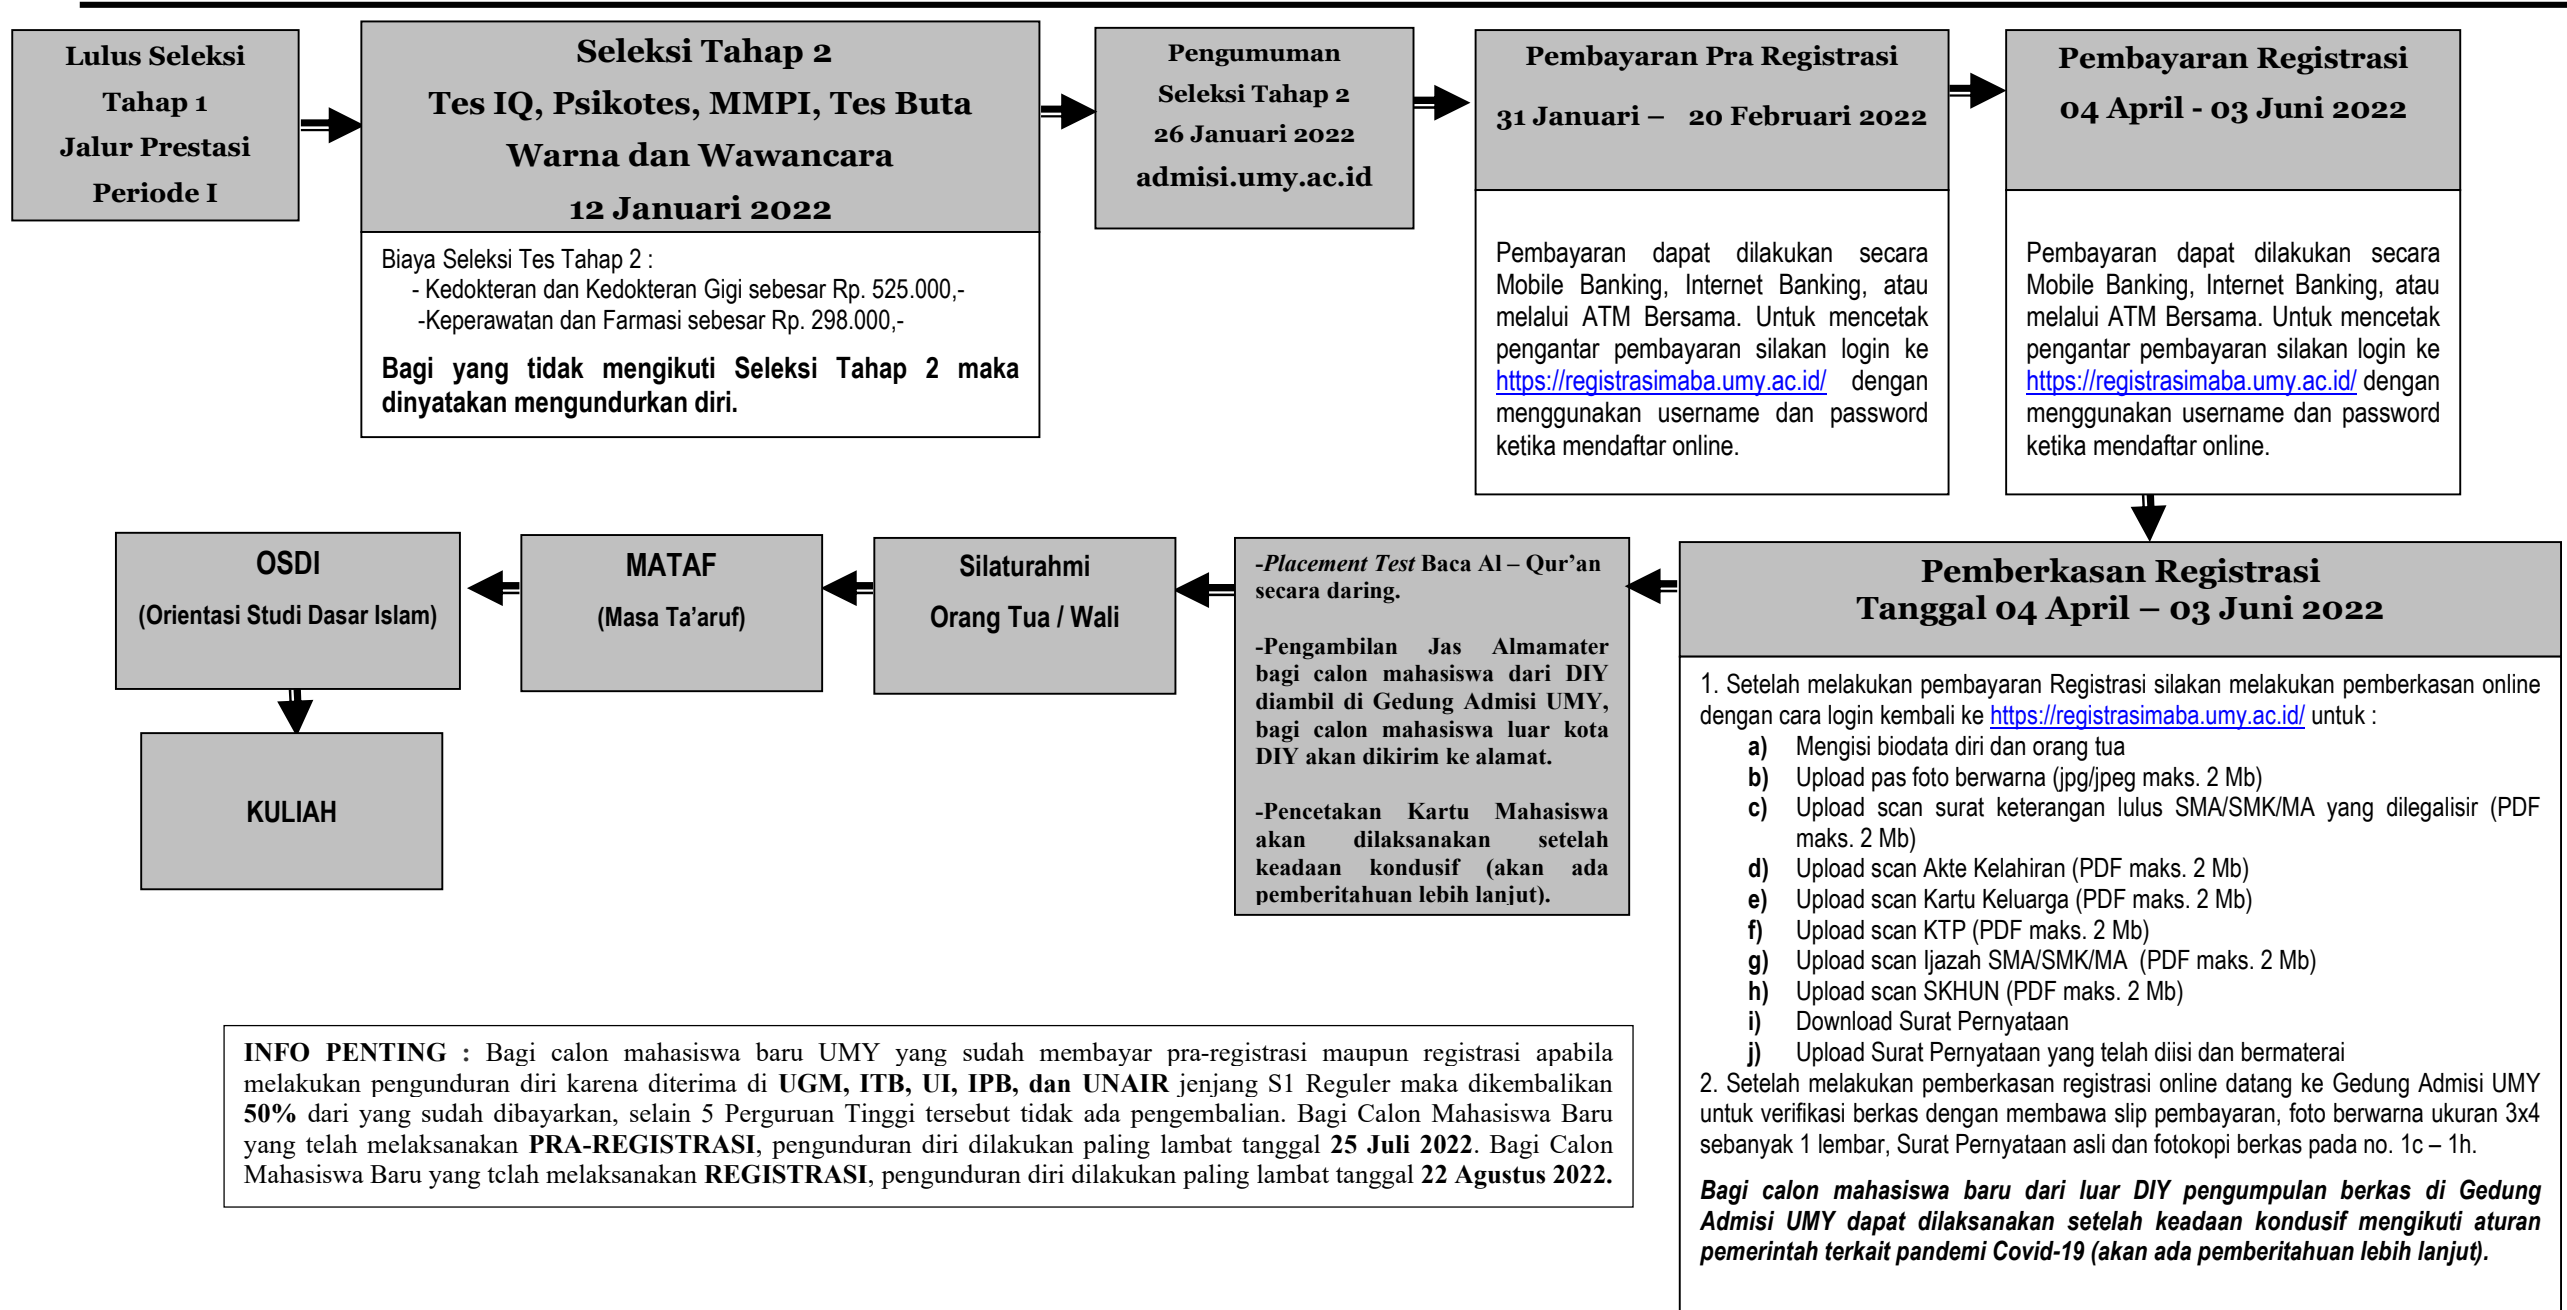 Lulus Seleksi
Tahap 1
Jalur Prestasi
Periode I
Seleksi Tahap 2
Tes IQ, Psikotes, MMPI, Tes Buta
Warna dan Wawancara
12 Januari 2022
Biaya Seleksi Tes Tahap 2 :
- Kedokteran dan Kedokteran Gigi sebesar Rp. 525.000,-
-Keperawatan dan Farmasi sebesar Rp. 298.000,-
Bagi yang tidak mengikuti Seleksi Tahap 2 maka
dinyatakan mengundurkan diri.
Pengumuman
Seleksi Tahap 2
26 Januari 2022
admisi.umy.ac.id
Pembayaran Pra Registrasi
31 Januari – 20 Februari 2022
Pembayaran dapat dilakukan secara
Mobile Banking, Internet Banking, atau
melalui ATM Bersama. Untuk mencetak
pengantar pembayaran silakan login ke
https://registrasimaba.umy.ac.id/ dengan
menggunakan username dan password
ketika mendaftar online.
Pembayaran Registrasi
04 April - 03 Juni 2022
Pembayaran dapat dilakukan secara
Mobile Banking, Internet Banking, atau
melalui ATM Bersama. Untuk mencetak
pengantar pembayaran silakan login ke
https://registrasimaba.umy.ac.id/ dengan
menggunakan username dan password
ketika mendaftar online.
Pemberkasan Registrasi
Tanggal 04 April – 03 Juni 2022
1. Setelah melakukan pembayaran Registrasi silakan melakukan pemberkasan online
dengan cara login kembali ke https://registrasimaba.umy.ac.id/ untuk :
a) Mengisi biodata diri dan orang tua
b) Upload pas foto berwarna (jpg/jpeg maks. 2 Mb)
c) Upload scan surat keterangan lulus SMA/SMK/MA yang dilegalisir (PDF
maks. 2 Mb)
d) Upload scan Akte Kelahiran (PDF maks. 2 Mb)
e) Upload scan Kartu Keluarga (PDF maks. 2 Mb)
f) Upload scan KTP (PDF maks. 2 Mb)
g) Upload scan Ijazah SMA/SMK/MA (PDF maks. 2 Mb)
h) Upload scan SKHUN (PDF maks. 2 Mb)
i) Download Surat Pernyataan
j) Upload Surat Pernyataan yang telah diisi dan bermaterai
2. Setelah melakukan pemberkasan registrasi online datang ke Gedung Admisi UMY
untuk verifikasi berkas dengan membawa slip pembayaran, foto berwarna ukuran 3x4
sebanyak 1 lembar, Surat Pernyataan asli dan fotokopi berkas pada no. 1c – 1h.
Bagi calon mahasiswa baru dari luar DIY pengumpulan berkas di Gedung
Admisi UMY dapat dilaksanakan setelah keadaan kondusif mengikuti aturan
pemerintah terkait pandemi Covid-19 (akan ada pemberitahuan lebih lanjut).
-Placement Test Baca Al – Qur’an
secara daring.
-Pengambilan Jas Almamater
bagi calon mahasiswa dari DIY
diambil di Gedung Admisi UMY,
bagi calon mahasiswa luar kota
DIY akan dikirim ke alamat.
-Pencetakan Kartu Mahasiswa
akan dilaksanakan setelah
keadaan kondusif (akan ada
pemberitahuan lebih lanjut).
Silaturahmi
Orang Tua / Wali
MATAF
(Masa Ta’aruf)
OSDI
(Orientasi Studi Dasar Islam)
KULIAH
INFO PENTING : Bagi calon mahasiswa baru UMY yang sudah membayar pra-registrasi maupun registrasi apabila
melakukan pengunduran diri karena diterima di UGM, ITB, UI, IPB, dan UNAIR jenjang S1 Reguler maka dikembalikan
50% dari yang sudah dibayarkan, selain 5 Perguruan Tinggi tersebut tidak ada pengembalian. Bagi Calon Mahasiswa Baru
yang telah melaksanakan PRA-REGISTRASI, pengunduran diri dilakukan paling lambat tanggal 25 Juli 2022. Bagi Calon
Mahasiswa Baru yang telah melaksanakan REGISTRASI, pengunduran diri dilakukan paling lambat tanggal 22 Agustus 2022.